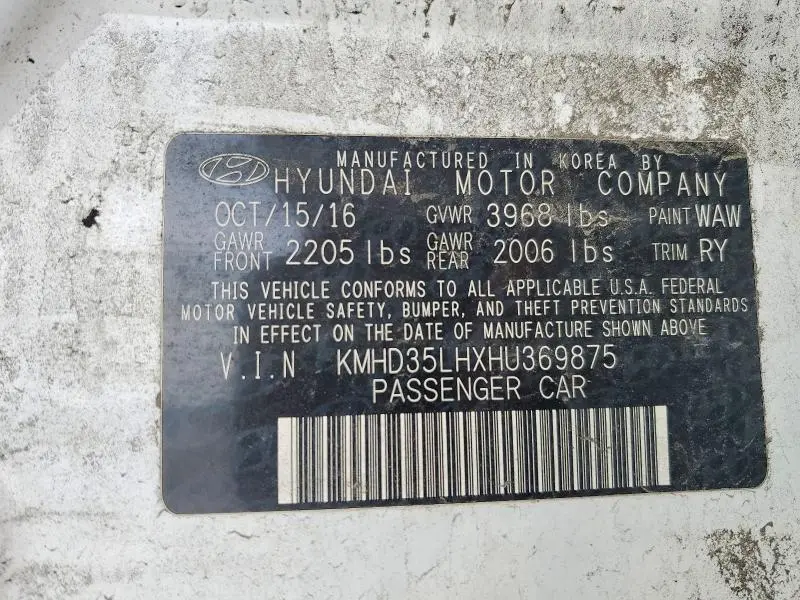 MANUFACTURED IN KOREA BY
HYUNDAI MOTOR COMPANY
OCT/15/16 GVWR 3968 lbs PAINT WAW
GAWR FRONT 2205 lbs GAWR REAR 2006 lbs TRIM RY
THIS VEHICLE CONFORMS TO ALL APPLICABLE U.S.A. FEDERAL
MOTOR VEHICLE SAFETY, BUMPER, AND THEFT PREVENTION STANDARDS
IN EFFECT ON THE DATE OF MANUFACTURE SHOWN ABOVE
V.I.N KMHD35LHXHU369875
PASSENGER CAR